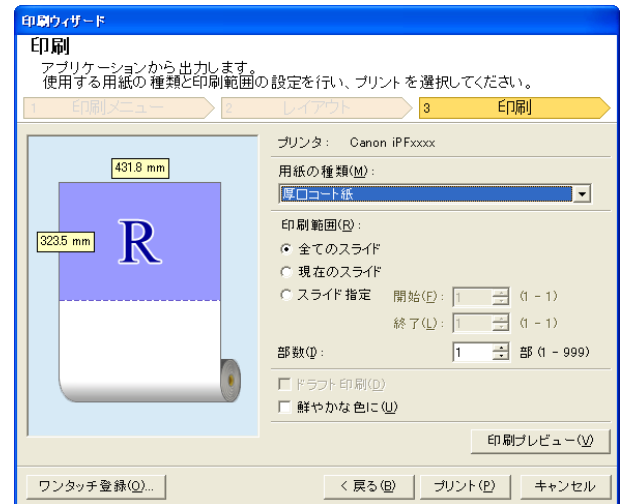 印刷ウィザード
印刷
アプリケーションから出力します。
使用する用紙の種類と印刷範囲の設定を行い、プリントを選択してください。
1 印刷メニュー 2 レイアウト 3 印刷
プリンタ: Canon iPFxxxx
431.8 mm
用紙の種類(M):
厚口コート紙
323.5 mm
R
印刷範囲(R):
全てのスライド
現在のスライド
スライド指定 開始(F): 1 (1 - 1)
終了(L): 1 (1 - 1)
部数(I): 1 部 (1 - 999)
ドラフト印刷(D)
鮮やかな色に(U)
印刷プレビュー(V)
ワンタッチ登録(O)... < 戻る(B) プリント(P) キャンセル